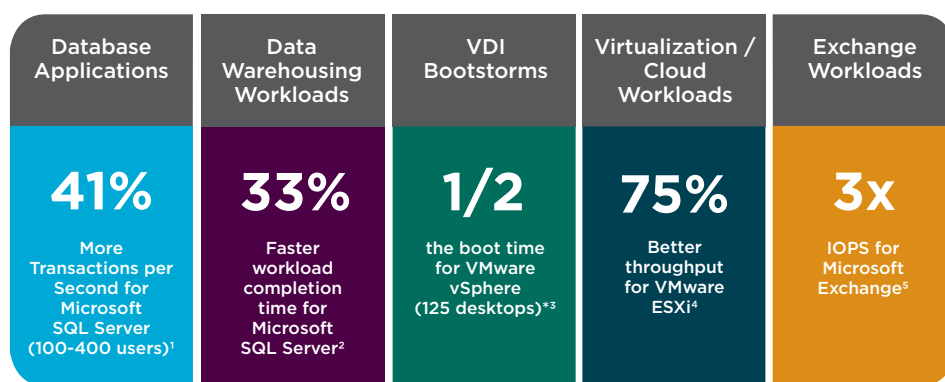 Database
Applications
41%
More
Transactions per
Second for
Microsoft
SQL Server
(100-400 users)¹
Data
Warehousing
Workloads
33%
Faster
workload
completion
time for
Microsoft
SQL Server²
VDI
Bootstorms
1/2
the boot time
for VMware
vSphere
(125 desktops)*³
Virtualization /
Cloud
Workloads
75%
Better
throughput
for VMware
ESXi⁴
Exchange
Workloads
3x
IOPS for
Microsoft
Exchange⁵